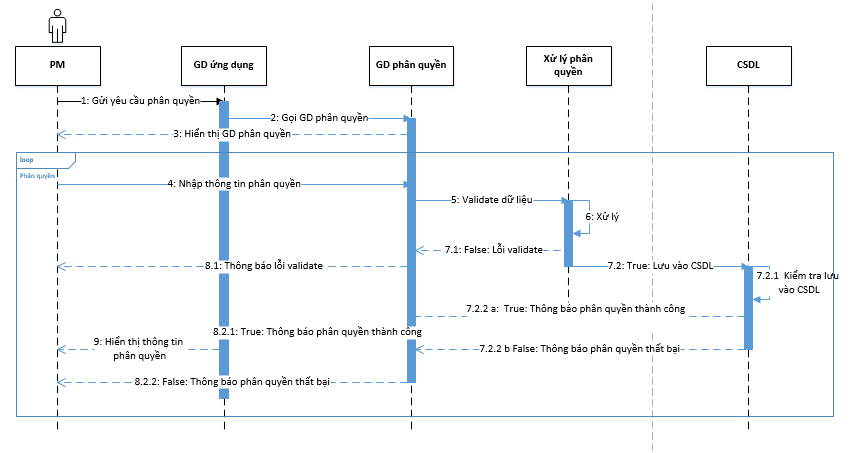 PM
GD ứng dụng
GD phân quyền
Xử lý phân
quyền
CSDL
1: Gửi yêu cầu phân quyền
2: Gọi GD phân quyền
3: Hiển thị GD phân quyền
loop
Phân quyền
4: Nhập thông tin phân quyền
5: Validate dữ liệu
6: Xử lý
7.1: False: Lỗi validate
8.1: Thông báo lỗi validate
7.2: True: Lưu vào CSDL
7.2.1 Kiểm tra lưu
vào CSDL
7.2.2 a: True: Thông báo phân quyền thành công
8.2.1: True: Thông báo phân quyền thành công
9: Hiển thị thông tin
phân quyền
7.2.2 b False: Thông báo phân quyền thất bại
8.2.2: False: Thông báo phân quyền thất bại